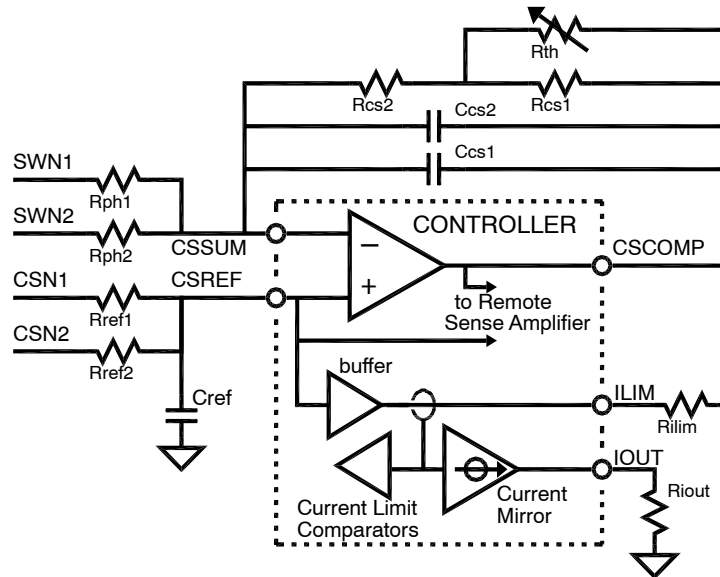 Rth
Rcs2
Rcs1
Ccs2
Ccs1
SWN1
Rph1
SWN2
Rph2
CSSUM
CONTROLLER
CSCOMP
CSN1
CSREF
Rref1
CSN2
Rref2
to Remote
Sense Amplifier
buffer
Cref
ILIM
Rilim
IOUT
Riout
Current Limit
Comparators
Current
Mirror